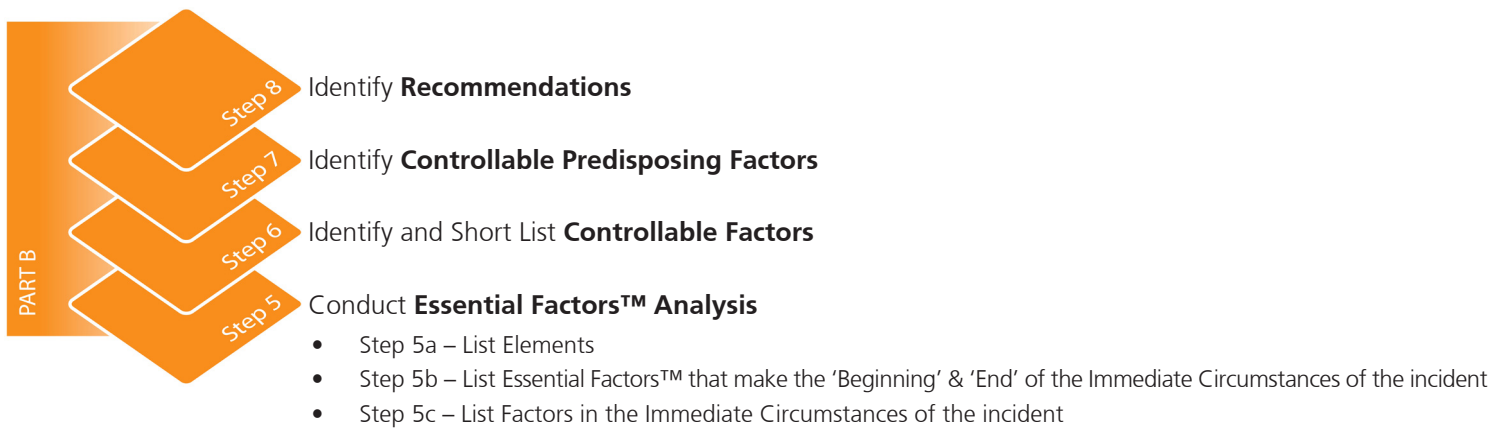 PART B
Step 8
Identify Recommendations
Step 7
Identify Controllable Predisposing Factors
Step 6
Identify and Short List Controllable Factors
Step 5
Conduct Essential Factors™ Analysis
• Step 5a – List Elements
• Step 5b – List Essential Factors™ that make the ‘Beginning’ & ‘End’ of the Immediate Circumstances of the incident
• Step 5c – List Factors in the Immediate Circumstances of the incident